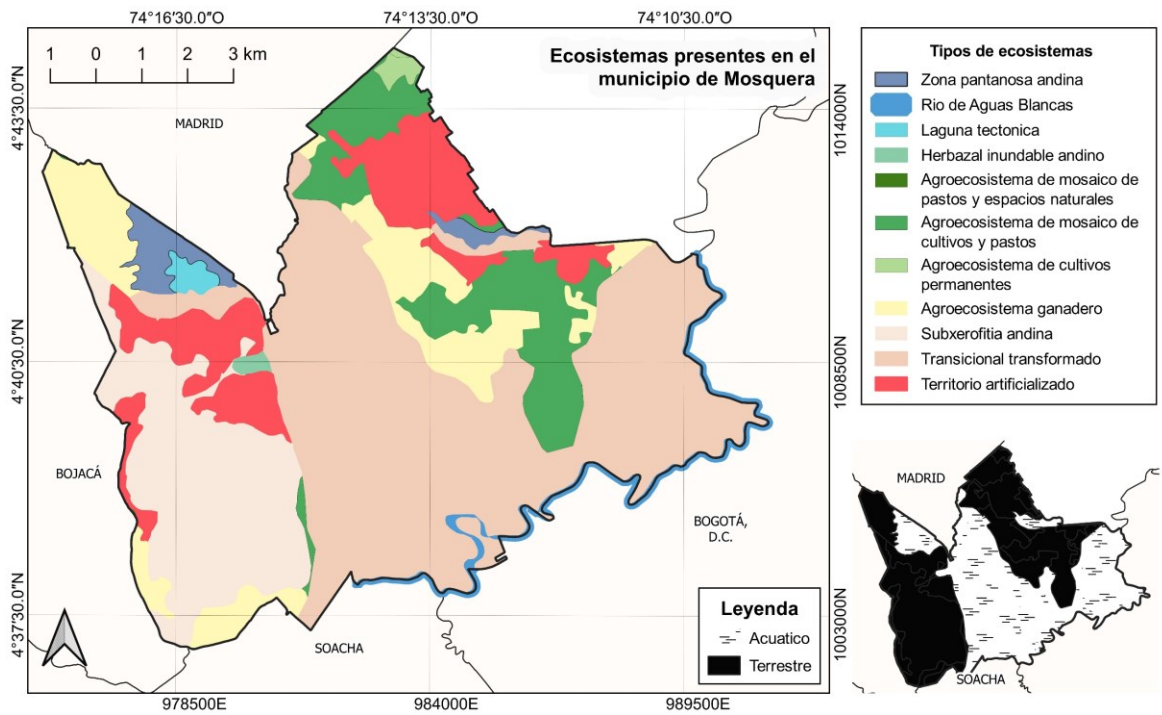 74°16'30.0"O 74°13'30.0"O 74°10'30.0"O
1 0 1 2 3 km
Ecosistemas presentes en el
municipio de Mosquera
4°43'30.0"N
4°40'30.0"N
4°37'30.0"N
MADRID
BOJACÁ
SOACHA
BOGOTÁ,
D.C.
1014000N
1008500N
1003000N
978500E 984000E 989500E
Leyenda
Acuatico
Terrestre
Tipos de ecosistemas
Zona pantanosa andina
Rio de Aguas Blancas
Laguna tectonica
Herbazal inundable andino
Agroecosistema de mosaico de
pastos y espacios naturales
Agroecosistema de mosaico de
cultivos y pastos
Agroecosistema de cultivos
permanentes
Agroecosistema ganadero
Subxerofitia andina
Transicional transformado
Territorio artificializado
MADRID
BOGOTÁ,
D.C.
SOACHA